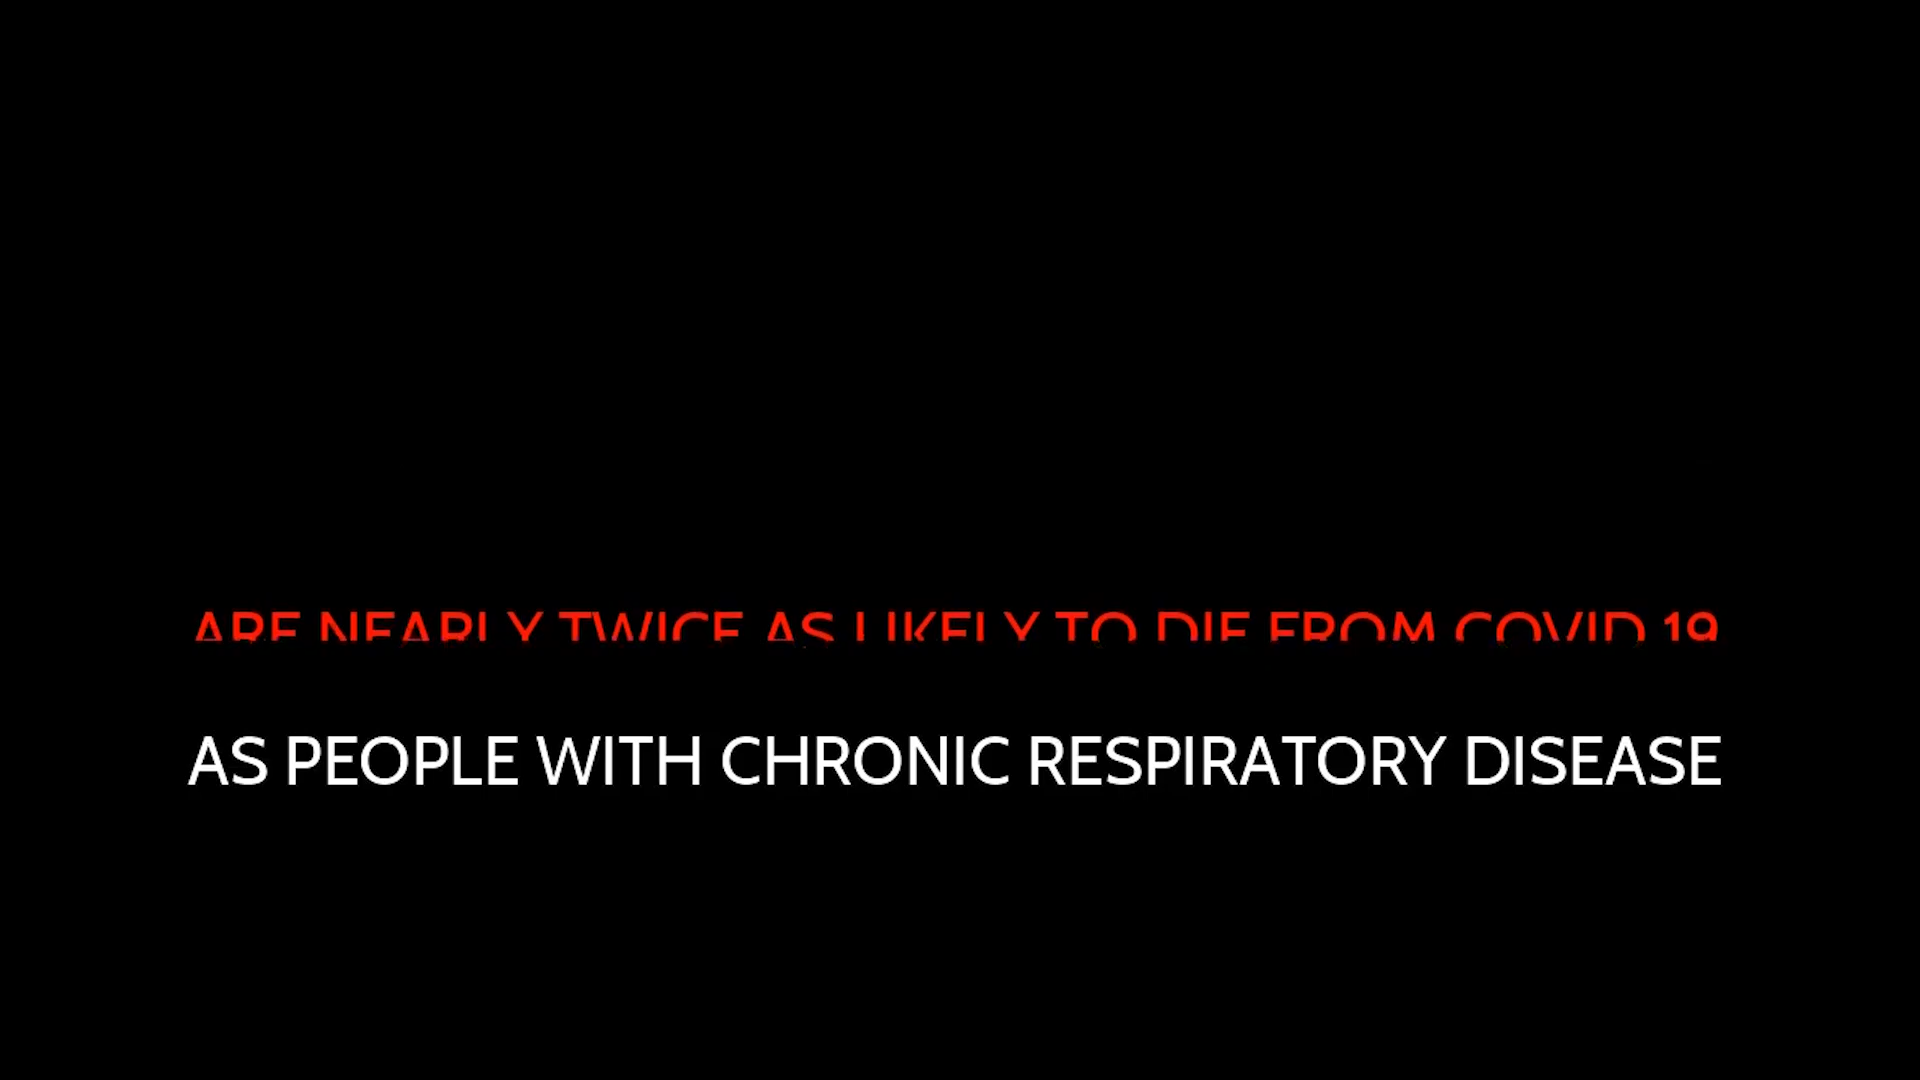 ARE NEARLY TWICE AS LIKELY TO DIE FROM COVID 19
AS PEOPLE WITH CHRONIC RESPIRATORY DISEASE